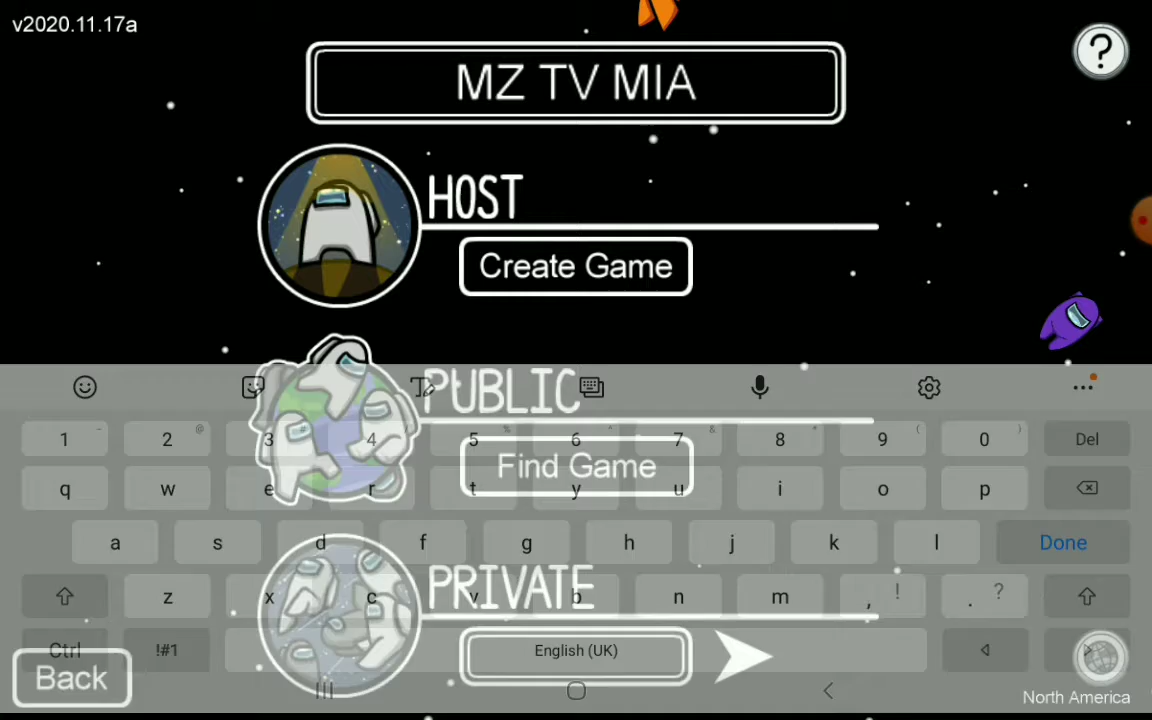 v2020.11.17a
?
MZ TV MIA
HOST
Create Game
PUBLIC
1 2 3 4 5 6 7 8 9 0 Del
Find Game
q w e r t y u i o p
a s d f g h j k l Done
PRIVATE
z x c v b n m , ! . ?
Ctrl !#1 English (UK)
Back
North America